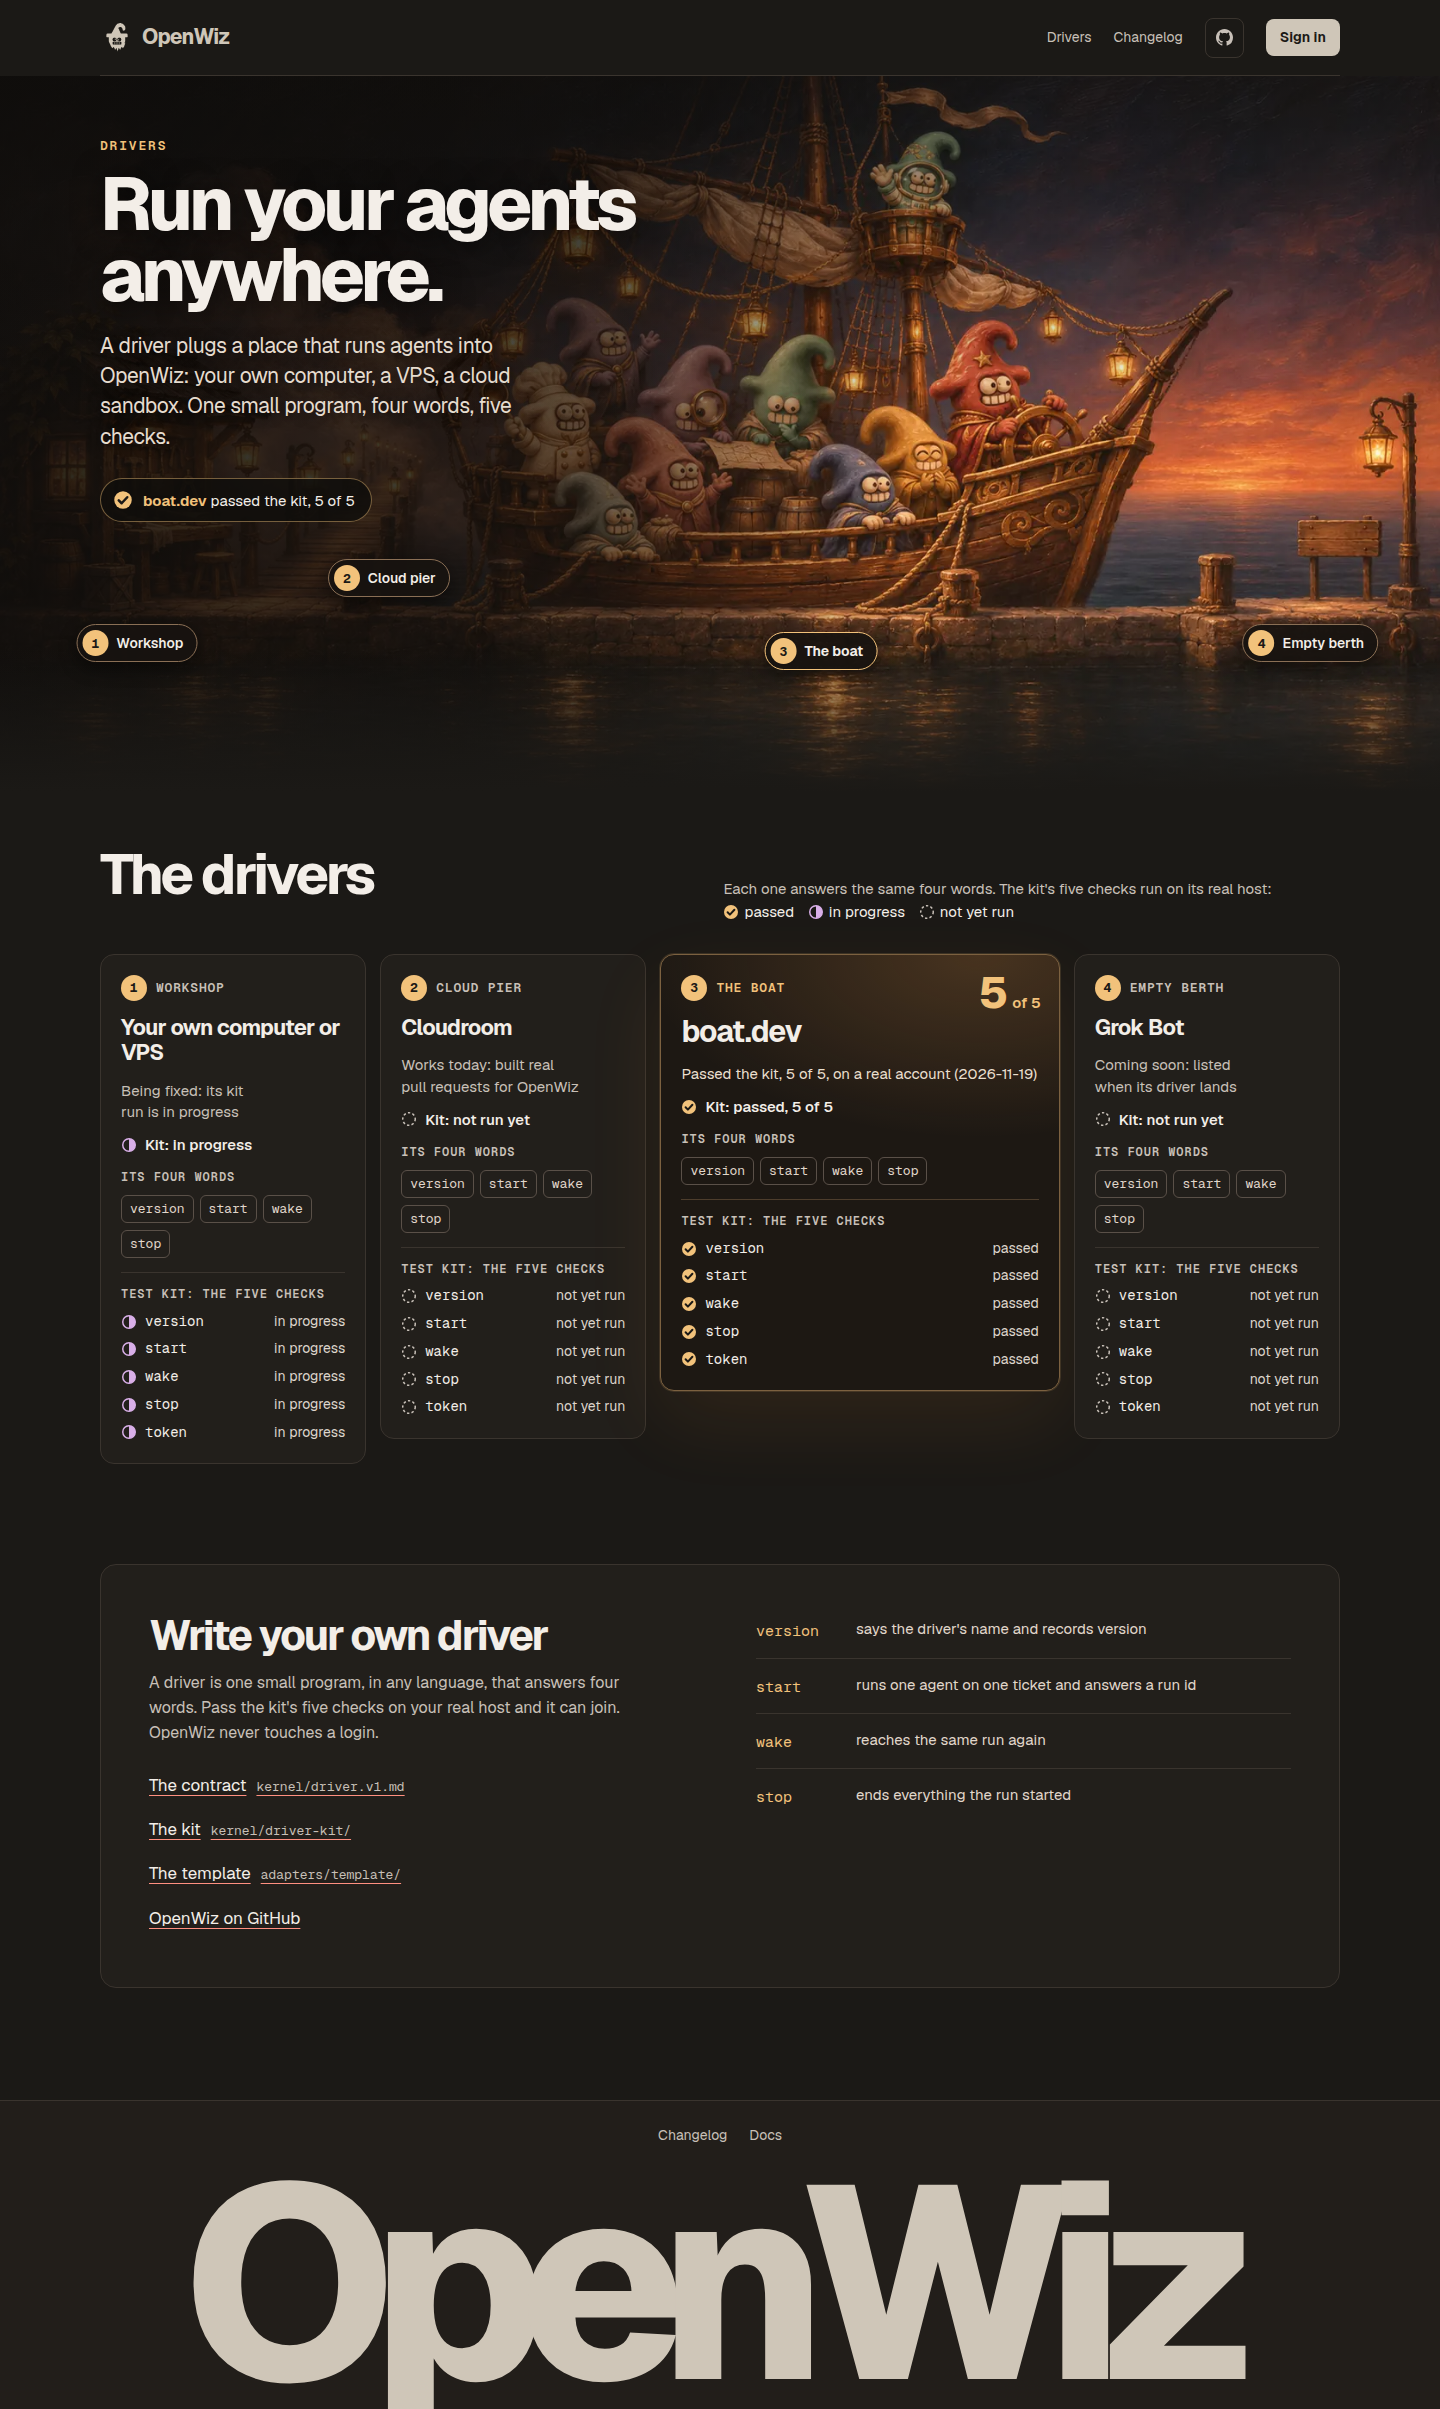 OpenWiz
Drivers
Changelog
Sign in
DRIVERS
Run your agents
anywhere.
A driver plugs a place that runs agents into
OpenWiz: your own computer, a VPS, a cloud
sandbox. One small program, four words, five
checks.
boat.dev passed the kit, 5 of 5
2 Cloud pier
1 Workshop
3 The boat
4 Empty berth
The drivers
Each one answers the same four words. The kit's five checks run on its real host:
passed in progress not yet run
1 WORKSHOP
Your own computer or
VPS
Being fixed: its kit
run is in progress
Kit: in progress
ITS FOUR WORDS
version start wake
stop
TEST KIT: THE FIVE CHECKS
version in progress
start in progress
wake in progress
stop in progress
token in progress
2 CLOUD PIER
Cloudroom
Works today: built real
pull requests for OpenWiz
Kit: not run yet
ITS FOUR WORDS
version start wake
stop
TEST KIT: THE FIVE CHECKS
version not yet run
start not yet run
wake not yet run
stop not yet run
token not yet run
3 THE BOAT
5 of 5
boat.dev
Passed the kit, 5 of 5, on a real account (2026-11-19)
Kit: passed, 5 of 5
ITS FOUR WORDS
version start wake stop
TEST KIT: THE FIVE CHECKS
version passed
start passed
wake passed
stop passed
token passed
4 EMPTY BERTH
Grok Bot
Coming soon: listed
when its driver lands
Kit: not run yet
ITS FOUR WORDS
version start wake
stop
TEST KIT: THE FIVE CHECKS
version not yet run
start not yet run
wake not yet run
stop not yet run
token not yet run
Write your own driver
A driver is one small program, in any language, that answers four
words. Pass the kit's five checks on your real host and it can join.
OpenWiz never touches a login.
The contract kernel/driver.v1.md
The kit kernel/driver-kit/
The template adapters/template/
OpenWiz on GitHub
version says the driver's name and records version
start runs one agent on one ticket and answers a run id
wake reaches the same run again
stop ends everything the run started
Changelog Docs
OpenWiz